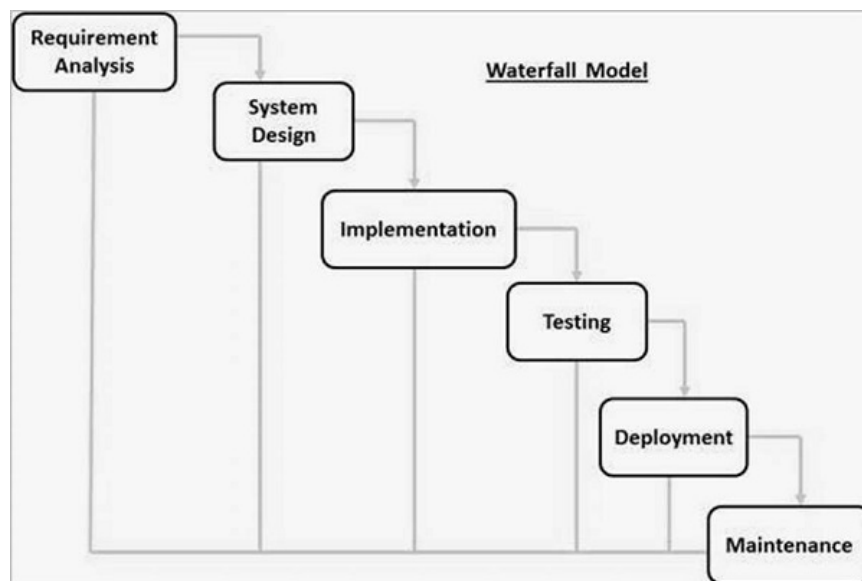 Requirement
Analysis
Waterfall Model
System
Design
Implementation
Testing
Deployment
Maintenance